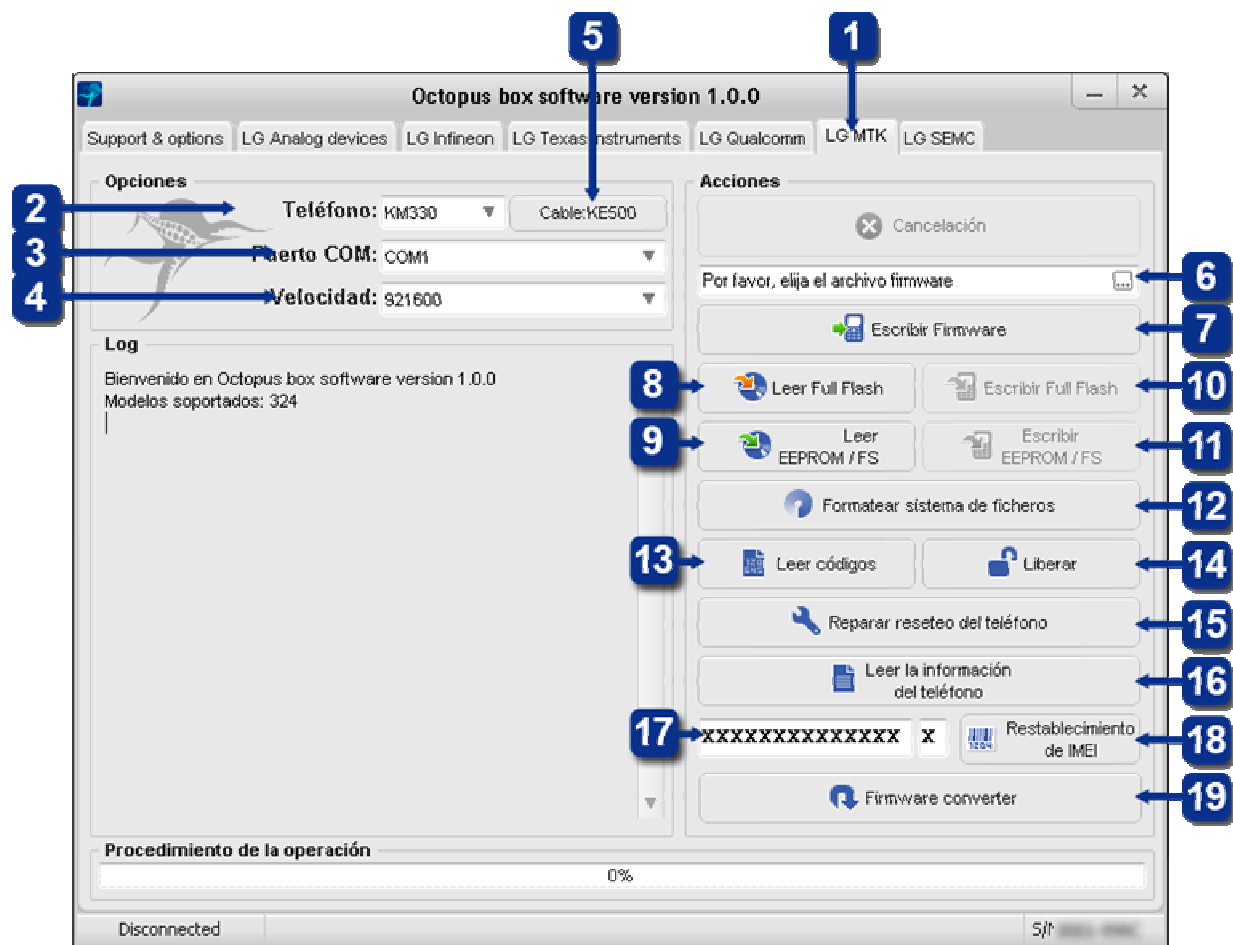 5
1
Octopus box software version 1.0.0
Support & options
LG Analog devices
LG Infineon
LG Texas Instruments
LG Qualcomm
LG MTK
LG SEMC
Opciones
2
Teléfono:
KM330
Cable:KE500
3
Puerto COM:
COM1
4
Velocidad:
921600
Log
Bienvenido en Octopus box software version 1.0.0
Modelos soportados: 324
Acciones
Cancelación
Por favor, elija el archivo firmware
...
6
Escribir Firmware
7
8
Leer Full Flash
Escribir Full Flash
10
9
Leer
EEPROM / FS
Escribir
EEPROM / FS
11
Formatear sistema de ficheros
12
13
Leer códigos
Liberar
14
Reparar reseteo del teléfono
15
Leer la información
del teléfono
16
17
XXXXXXXXXXXXXX
X
Restablecimiento
de IMEI
18
Firmware converter
19
Procedimiento de la operación
0%
Disconnected